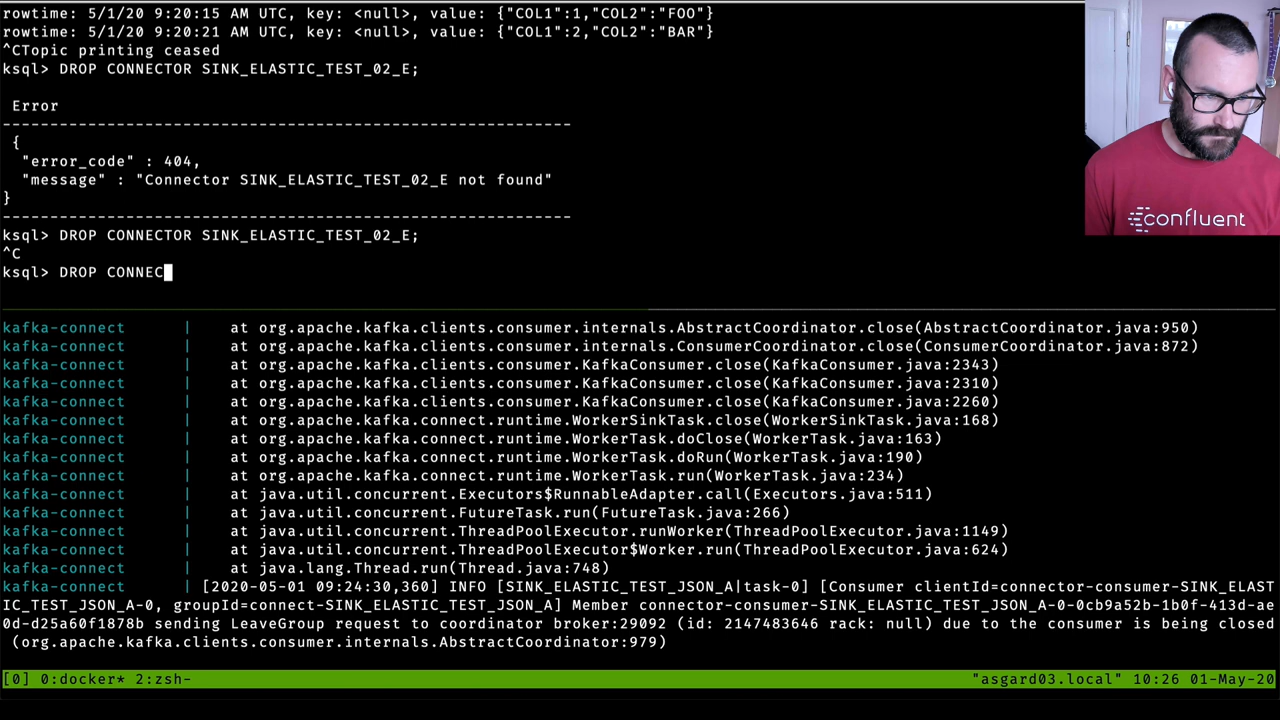 rowtime: 5/1/20 9:20:15 AM UTC, key: <null>, value: {"COL1":1,"COL2":"FOO"}
rowtime: 5/1/20 9:20:21 AM UTC, key: <null>, value: {"COL1":2,"COL2":"BAR"}
^CTopic printing ceased
ksql> DROP CONNECTOR SINK_ELASTIC_TEST_02_E;
Error
--------------------------------------------------------------
{
"error_code" : 404,
"message" : "Connector SINK_ELASTIC_TEST_02_E not found"
}
--------------------------------------------------------------
ksql> DROP CONNECTOR SINK_ELASTIC_TEST_02_E;
^C
ksql> DROP CONNEC
confluent
kafka-connect | at org.apache.kafka.clients.consumer.internals.AbstractCoordinator.close(AbstractCoordinator.java:950)
kafka-connect | at org.apache.kafka.clients.consumer.internals.ConsumerCoordinator.close(ConsumerCoordinator.java:872)
kafka-connect | at org.apache.kafka.clients.consumer.KafkaConsumer.close(KafkaConsumer.java:2343)
kafka-connect | at org.apache.kafka.clients.consumer.KafkaConsumer.close(KafkaConsumer.java:2310)
kafka-connect | at org.apache.kafka.clients.consumer.KafkaConsumer.close(KafkaConsumer.java:2260)
kafka-connect | at org.apache.kafka.connect.runtime.WorkerSinkTask.close(WorkerSinkTask.java:168)
kafka-connect | at org.apache.kafka.connect.runtime.WorkerTask.doClose(WorkerTask.java:163)
kafka-connect | at org.apache.kafka.connect.runtime.WorkerTask.doRun(WorkerTask.java:190)
kafka-connect | at org.apache.kafka.connect.runtime.WorkerTask.run(WorkerTask.java:234)
kafka-connect | at java.util.concurrent.Executors$RunnableAdapter.call(Executors.java:511)
kafka-connect | at java.util.concurrent.FutureTask.run(FutureTask.java:266)
kafka-connect | at java.util.concurrent.ThreadPoolExecutor.runWorker(ThreadPoolExecutor.java:1149)
kafka-connect | at java.util.concurrent.ThreadPoolExecutor$Worker.run(ThreadPoolExecutor.java:624)
kafka-connect | at java.lang.Thread.run(Thread.java:748)
kafka-connect | [2020-05-01 09:24:30,360] INFO [SINK_ELASTIC_TEST_JSON_A|task-0] [Consumer clientId=connector-consumer-SINK_ELAST
IC_TEST_JSON_A-0, groupId=connect-SINK_ELASTIC_TEST_JSON_A] Member connector-consumer-SINK_ELASTIC_TEST_JSON_A-0-0cb9a52b-1b0f-413d-ae
0d-d25a60f1878b sending LeaveGroup request to coordinator broker:29092 (id: 2147483646 rack: null) due to the consumer is being closed
(org.apache.kafka.clients.consumer.internals.AbstractCoordinator:979)
[0] 0:docker* 2:zsh- "asgard03.local" 10:26 01-May-20